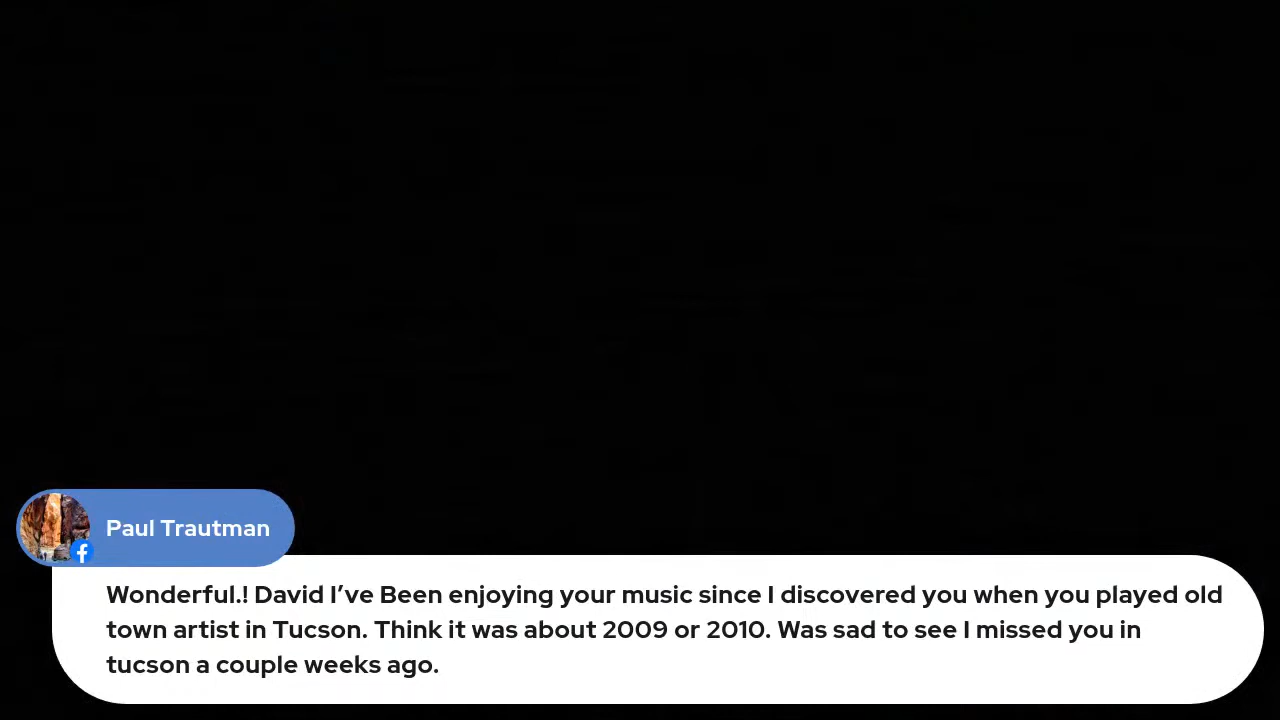 Paul Trautman
Wonderful.! David I’ve Been enjoying your music since I discovered you when you played old
town artist in Tucson. Think it was about 2009 or 2010. Was sad to see I missed you in
tucson a couple weeks ago.